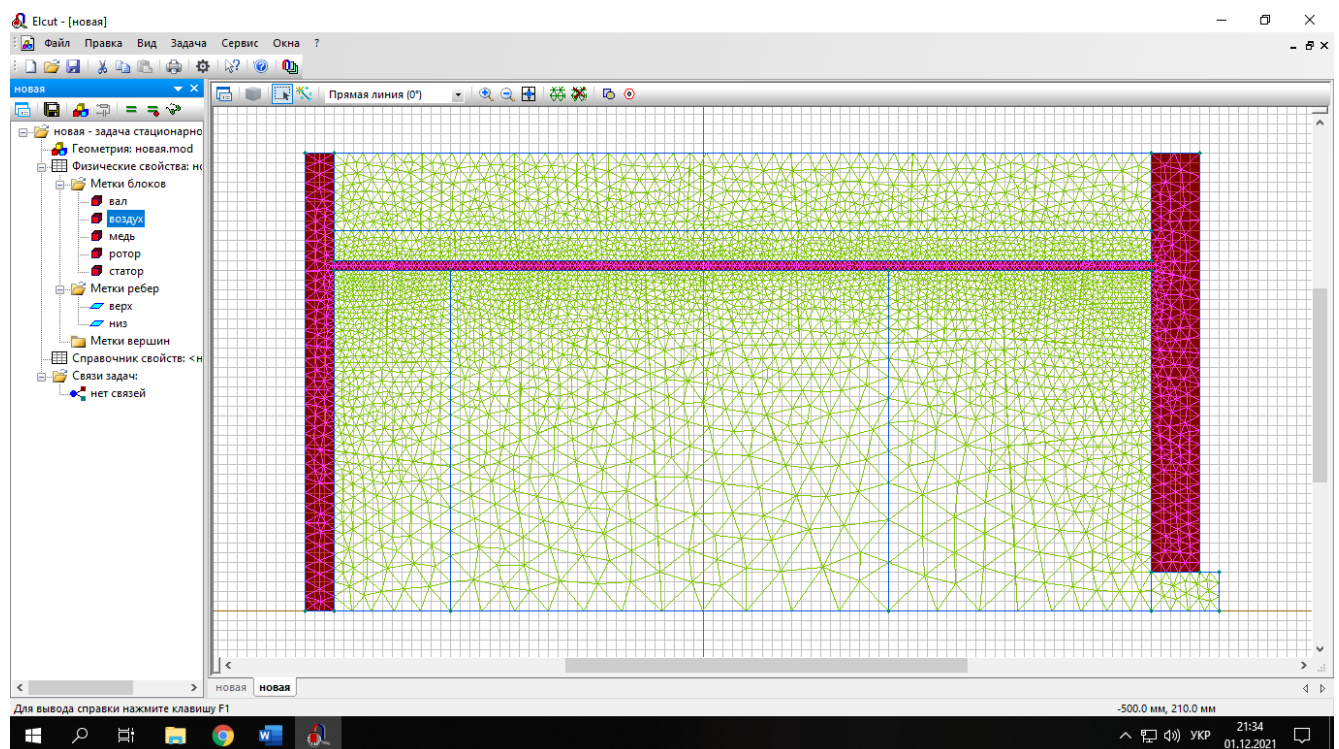 Elcut - [новая]
Файл Правка Вид Задача Сервис Окна ?
новая
Прямая линия (0°)
новая - задача стационарно
Геометрия: новая.mod
Физические свойства: но
Метки блоков
вал
воздух
медь
ротор
статор
Метки ребер
верх
низ
Метки вершин
Справочник свойств: <н
Связи задач:
нет связей
новая новая
Для вывода справки нажмите клавишу F1
-500.0 мм, 210.0 мм
УКР
21:34
01.12.2021